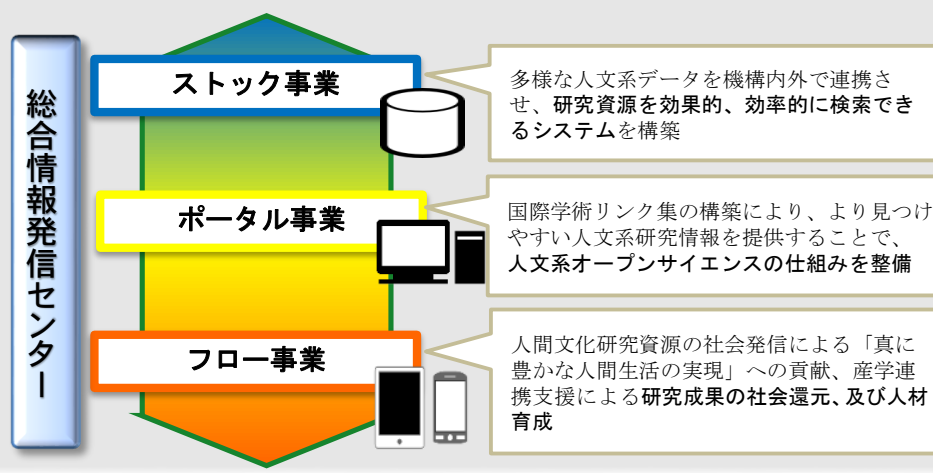 総合情報発信センター
ストック事業
多様な人文系データを機構内外で連携さ
せ、研究資源を効果的、効率的に検索でき
るシステムを構築
ポータル事業
国際学術リンク集の構築により、より見つけ
やすい人文系研究情報を提供することで、
人文系オープンサイエンスの仕組みを整備
フロー事業
人間文化研究資源の社会発信による「真に
豊かな人間生活の実現」への貢献、産学連
携支援による研究成果の社会還元、及び人材
育成